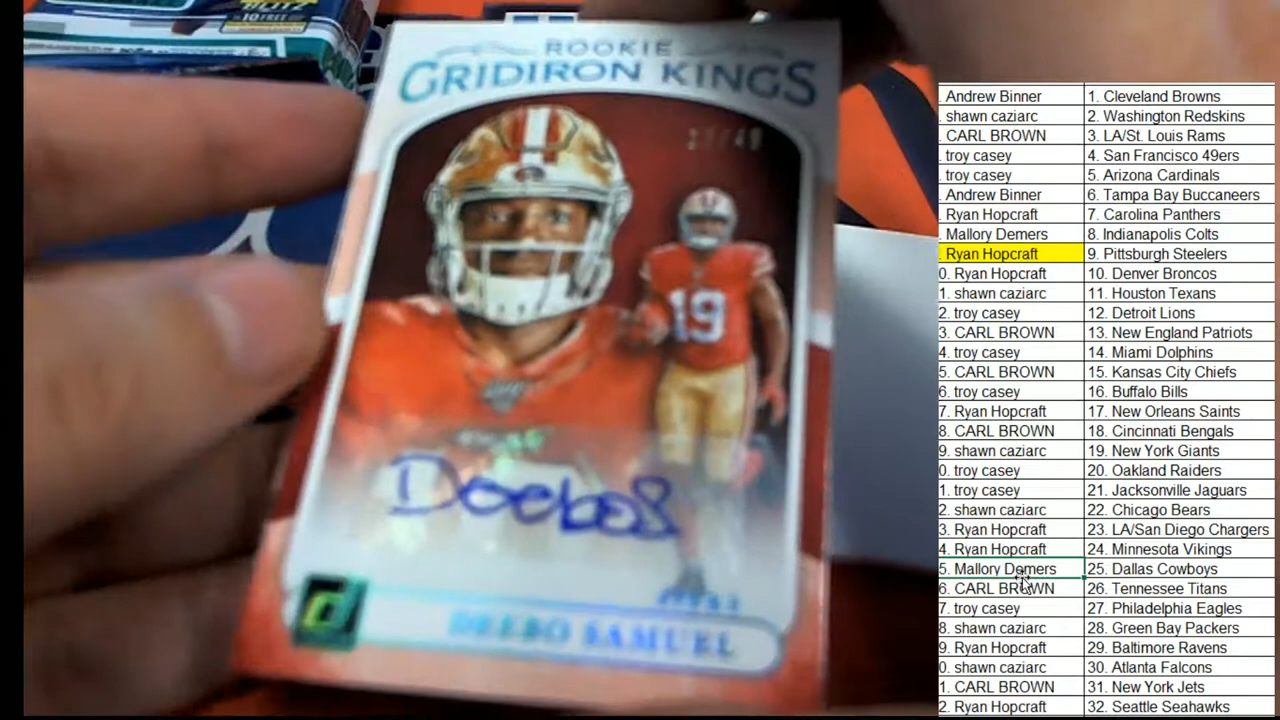 ROOKIE
GRIDIRON KINGS
19
Deebo8
DEEBO SAMUEL
. Andrew Binner 1. Cleveland Browns
. shawn caziarc 2. Washington Redskins
. CARL BROWN 3. LA/St. Louis Rams
. troy casey 4. San Francisco 49ers
. troy casey 5. Arizona Cardinals
. Andrew Binner 6. Tampa Bay Buccaneers
. Ryan Hopcraft 7. Carolina Panthers
. Mallory Demers 8. Indianapolis Colts
. Ryan Hopcraft 9. Pittsburgh Steelers
0. Ryan Hopcraft 10. Denver Broncos
1. shawn caziarc 11. Houston Texans
2. troy casey 12. Detroit Lions
3. CARL BROWN 13. New England Patriots
4. troy casey 14. Miami Dolphins
5. CARL BROWN 15. Kansas City Chiefs
6. troy casey 16. Buffalo Bills
7. Ryan Hopcraft 17. New Orleans Saints
8. CARL BROWN 18. Cincinnati Bengals
9. shawn caziarc 19. New York Giants
0. troy casey 20. Oakland Raiders
1. troy casey 21. Jacksonville Jaguars
2. shawn caziarc 22. Chicago Bears
3. Ryan Hopcraft 23. LA/San Diego Chargers
4. Ryan Hopcraft 24. Minnesota Vikings
5. Mallory Demers 25. Dallas Cowboys
6. CARL BROWN 26. Tennessee Titans
7. troy casey 27. Philadelphia Eagles
8. shawn caziarc 28. Green Bay Packers
9. Ryan Hopcraft 29. Baltimore Ravens
0. shawn caziarc 30. Atlanta Falcons
1. CARL BROWN 31. New York Jets
2. Ryan Hopcraft 32. Seattle Seahawks